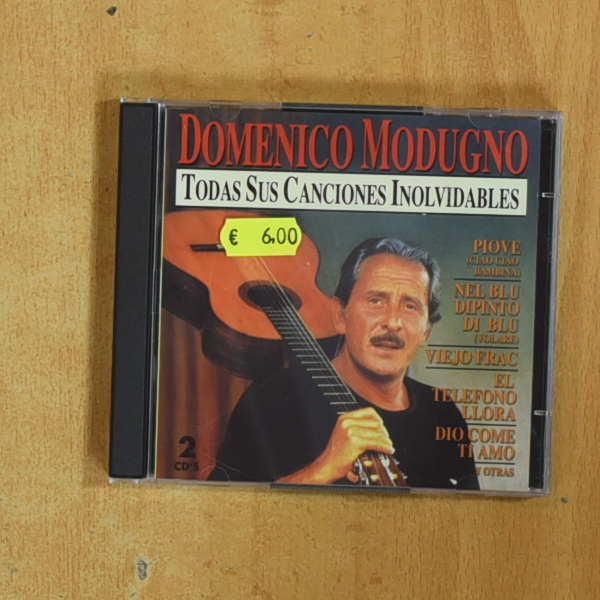 DOMENICO MODUGNO
TODAS SUS CANCIONES INOLVIDABLES
€ 6,00
PIOVE
(CIAO CIAO
BAMBINA)
NEL BLU
DIPINTO
DI BLU
(VOLARE)
VIEJO FRAC
EL
TELEFONO
LLORA
DIO COME
TI AMO
Y OTRAS
2
CD'S